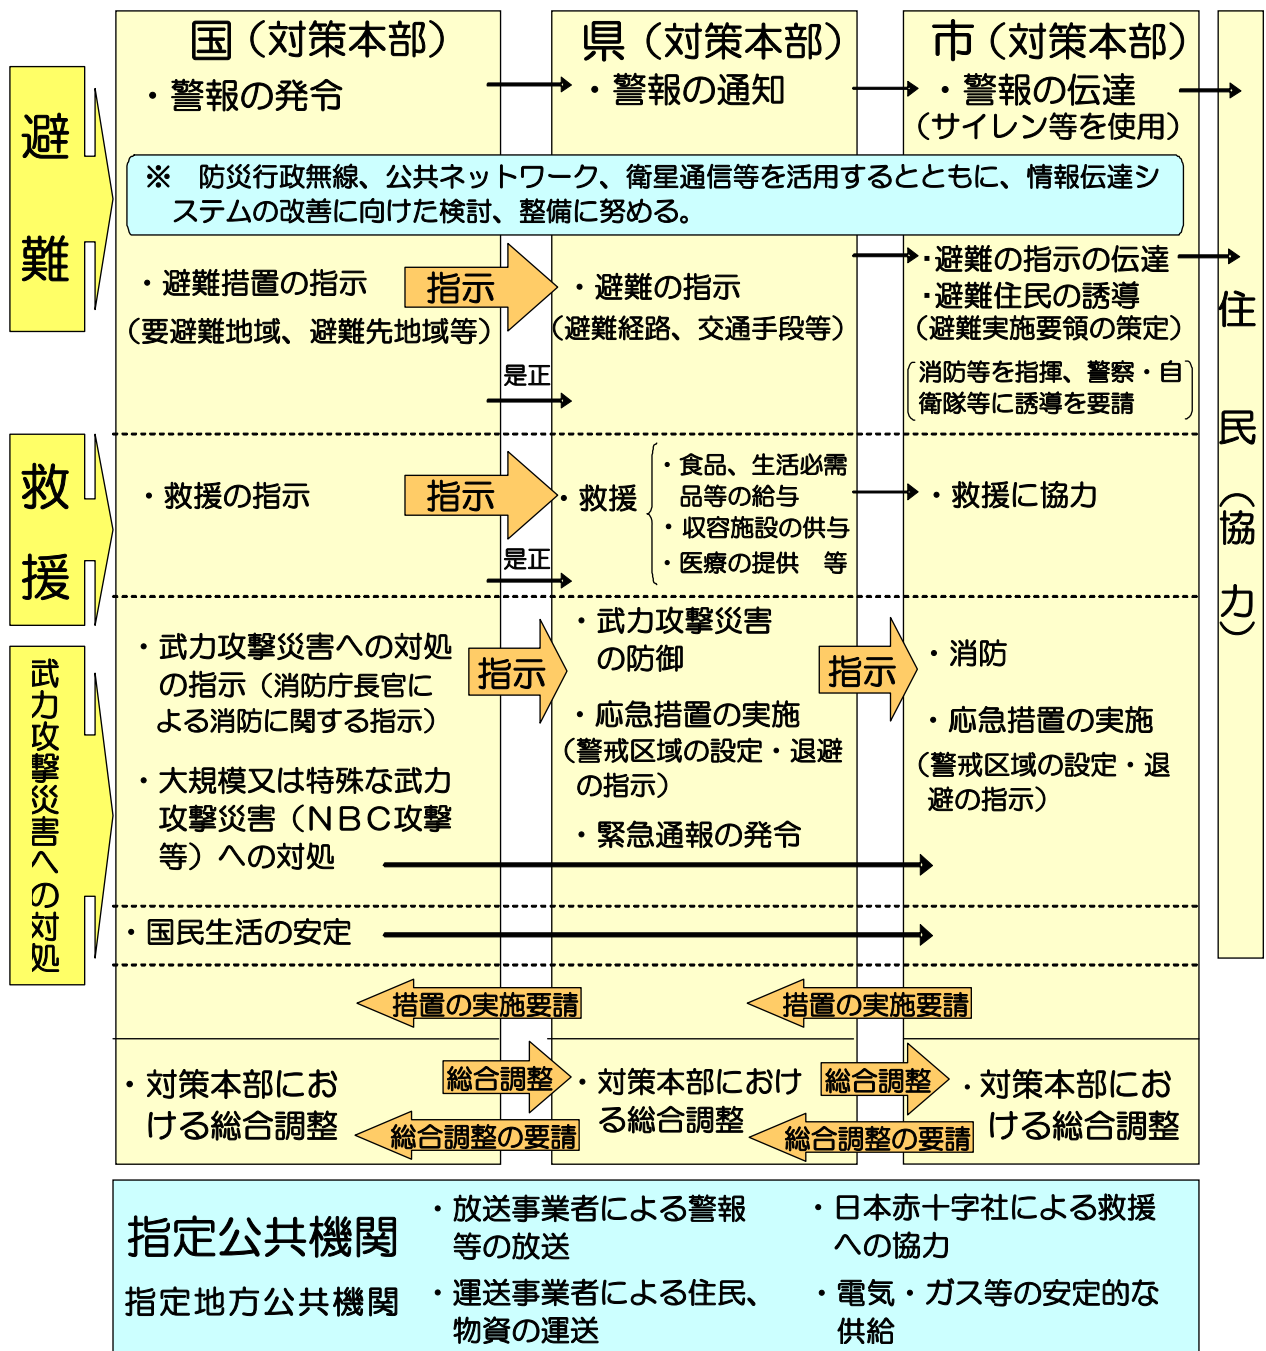 国（対策本部）
県（対策本部）
市（対策本部）
避難
・警報の発令
・警報の通知
・警報の伝達
（サイレン等を使用）
※　防災行政無線、公共ネットワーク、衛星通信等を活用するとともに、情報伝達シ
ステムの改善に向けた検討、整備に努める。
・避難措置の指示
（要避難地域、避難先地域等）
指示
是正
・避難の指示
（避難経路、交通手段等）
・避難の指示の伝達
・避難住民の誘導
（避難実施要領の策定）
消防等を指揮、警察・自
衛隊等に誘導を要請
住民（協力）
救援
・救援の指示
指示
是正
・救援
・食品、生活必需
品等の給与
・収容施設の供与
・医療の提供　等
・救援に協力
武力攻撃災害への対処
・武力攻撃災害への対処
の指示（消防庁長官に
よる消防に関する指示）
・大規模又は特殊な武力
攻撃災害（ＮＢＣ攻撃
等）への対処
指示
・武力攻撃災害
の防御
・応急措置の実施
（警戒区域の設定・退避
の指示）
・緊急通報の発令
指示
・消防
・応急措置の実施
（警戒区域の設定・退
避の指示）
・国民生活の安定
措置の実施要請
措置の実施要請
・対策本部にお
ける総合調整
総合調整
総合調整の要請
・対策本部におけ
る総合調整
総合調整
総合調整の要請
・対策本部にお
ける総合調整
指定公共機関
指定地方公共機関
・放送事業者による警報
等の放送
・運送事業者による住民、
物資の運送
・日本赤十字社による救援
への協力
・電気・ガス等の安定的な
供給